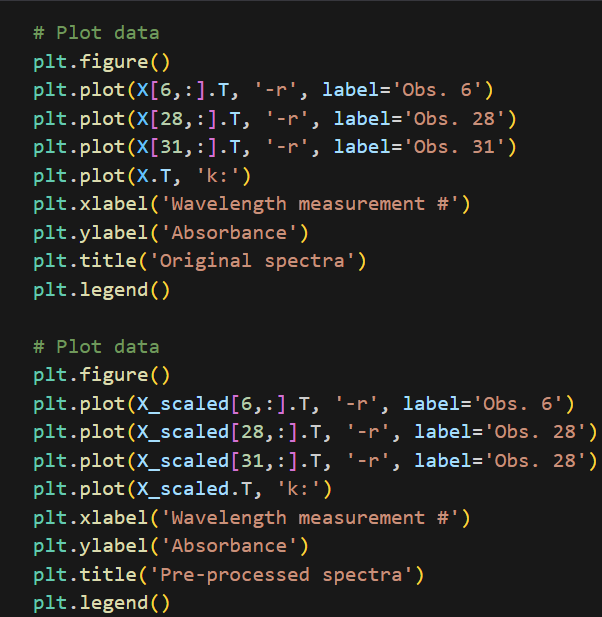 # Plot data
plt.figure()
plt.plot(X[6,:].T, '-r', label='Obs. 6')
plt.plot(X[28,:].T, '-r', label='Obs. 28')
plt.plot(X[31,:].T, '-r', label='Obs. 31')
plt.plot(X.T, 'k:')
plt.xlabel('Wavelength measurement #')
plt.ylabel('Absorbance')
plt.title('Original spectra')
plt.legend()

# Plot data
plt.figure()
plt.plot(X_scaled[6,:].T, '-r', label='Obs. 6')
plt.plot(X_scaled[28,:].T, '-r', label='Obs. 28')
plt.plot(X_scaled[31,:].T, '-r', label='Obs. 28')
plt.plot(X_scaled.T, 'k:')
plt.xlabel('Wavelength measurement #')
plt.ylabel('Absorbance')
plt.title('Pre-processed spectra')
plt.legend()